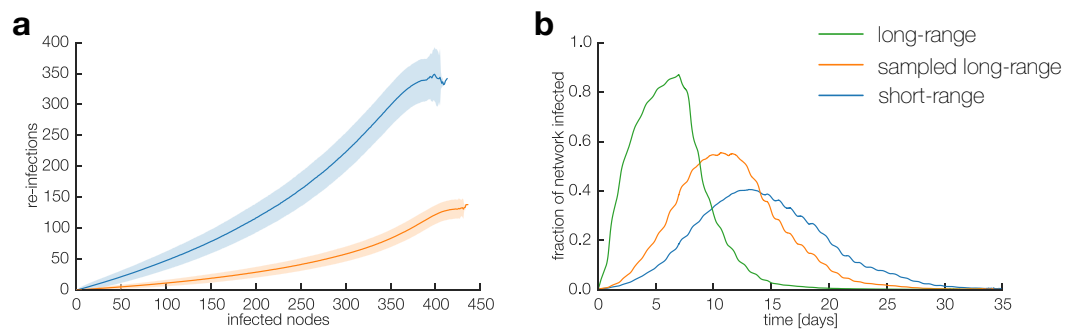 a
400
350
300
250
200
150
100
50
0
re-infections
0 50 100 150 200 250 300 350 400 450
infected nodes
b
1.0
0.8
0.6
0.4
0.2
0.0
fraction of network infected
0 5 10 15 20 25 30 35
time [days]
long-range
sampled long-range
short-range